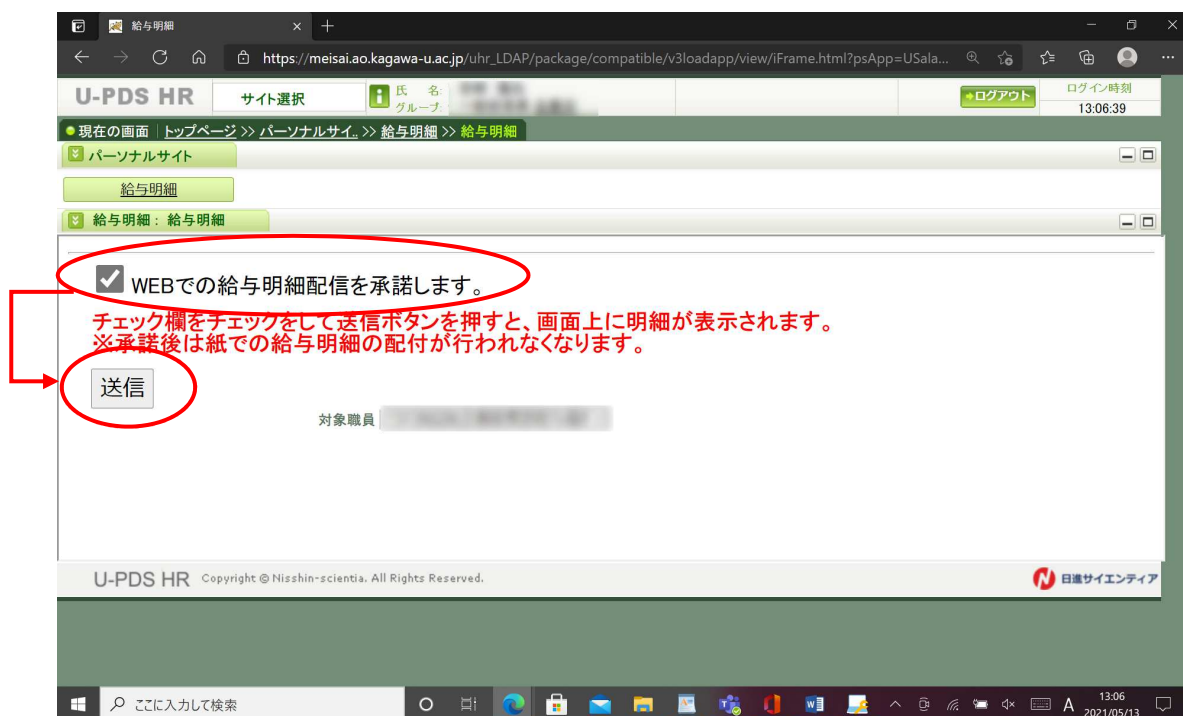 給与明細
https://meisai.ao.kagawa-u.ac.jp/uhr_LDAP/package/compatible/v3loadapp/view/iFrame.html?psApp=USala...
U-PDS HR
サイト選択
氏 名:
グループ:
ログアウト
ログイン時刻
13:06:39
現在の画面 | トップページ >> パーソナルサイ.. >> 給与明細 >> 給与明細
パーソナルサイト
給与明細
給与明細 : 給与明細
WEBでの給与明細配信を承諾します。
チェック欄をチェックをして送信ボタンを押すと、画面上に明細が表示されます。
※承諾後は紙での給与明細の配付が行われなくなります。
送信
対象職員
U-PDS HR Copyright © Nisshin-scientia. All Rights Reserved.
日進サイエンティア
ここに入力して検索
A
13:06
2021/05/13